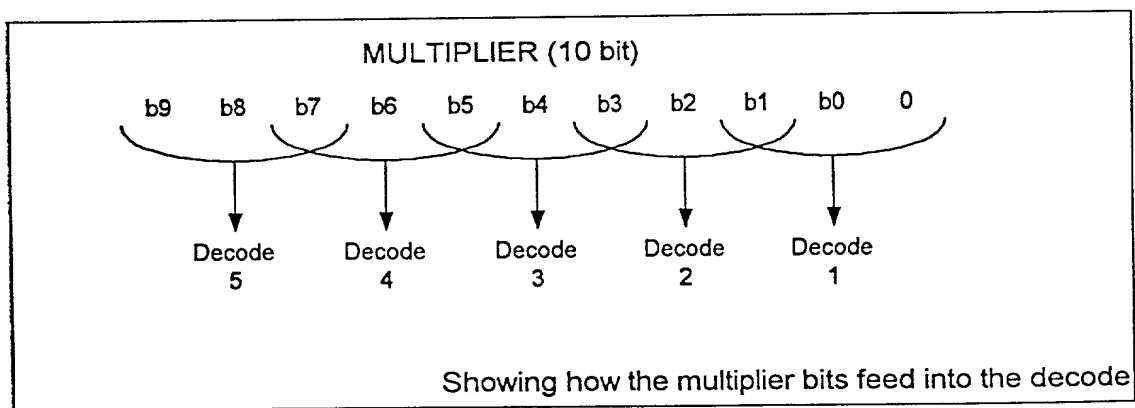 MULTIPLIER (10 bit)
b9 b8 b7 b6 b5 b4 b3 b2 b1 b0 0
Decode Decode Decode Decode Decode
5 4 3 2 1
Showing how the multiplier bits feed into the decode